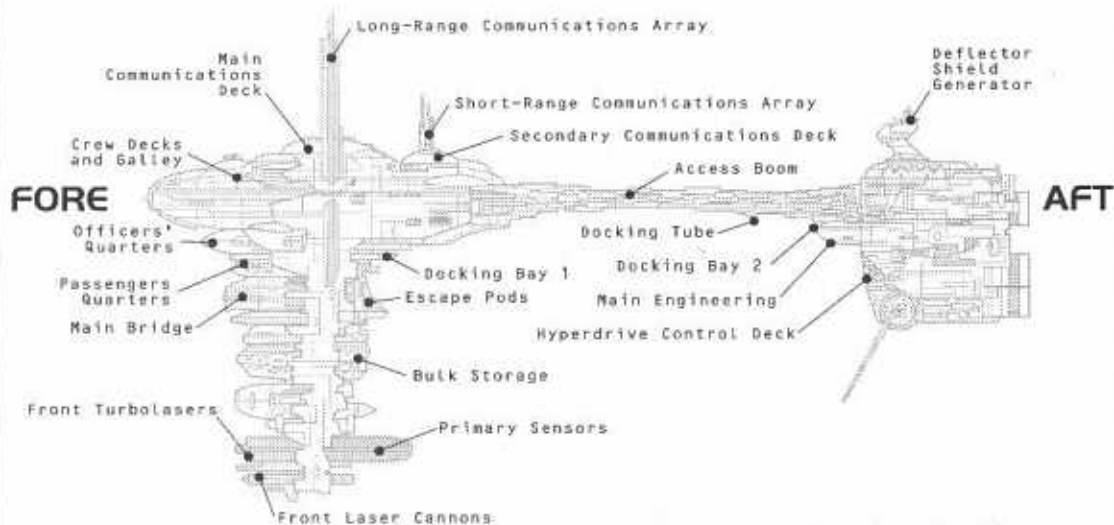 Long-Range Communications Array
Main
Communications
Deck
Deflector
Shield
Generator
Short-Range Communications Array
Secondary Communications Deck
Crew Decks
and Galley
Access Boom
FORE
AFT
Officers'
Quarters
Docking Tube
Passengers
Quarters
Docking Bay 1
Docking Bay 2
Escape Pods
Main Engineering
Main Bridge
Hyperdrive Control Deck
Bulk Storage
Front Turbolasers
Primary Sensors
Front Laser Cannons